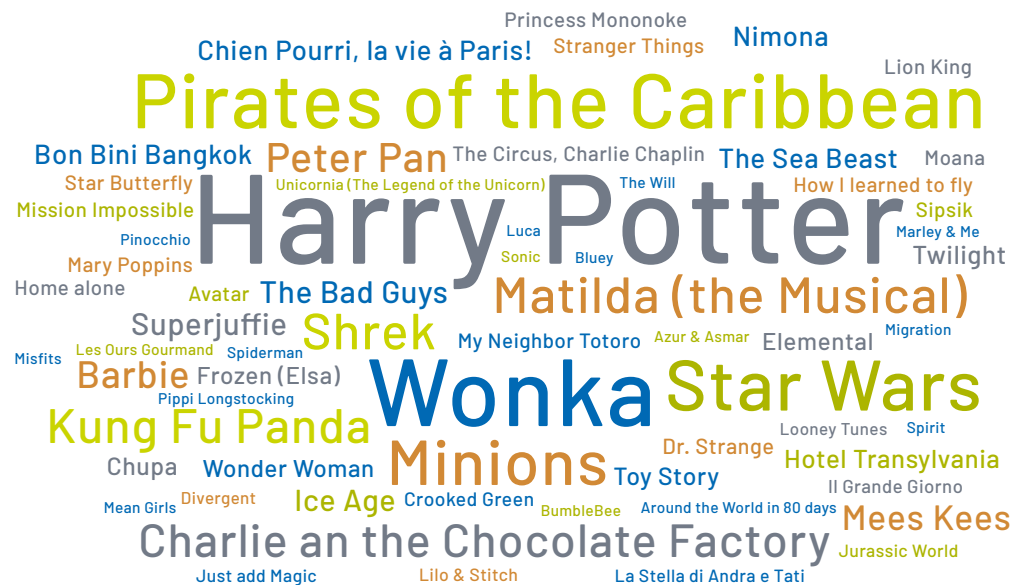 Princess Mononoke
Chien Pourri, la vie à Paris!
Stranger Things
Nimona
Lion King
Pirates of the Caribbean
Bon Bini Bangkok
Peter Pan
The Circus, Charlie Chaplin
The Sea Beast
Moana
Star Butterfly
Unicornia (The Legend of the Unicorn)
The Will
How I learned to fly
Mission Impossible
Harry Potter
Sipsik
Pinocchio
Luca
Marley & Me
Mary Poppins
Sonic
Bluey
Twilight
Home alone
Avatar
The Bad Guys
Matilda (the Musical)
Superjuffie
Shrek
My Neighbor Totoro
Azur & Asmar
Elemental
Migration
Misfits
Les Ours Gourmand
Spiderman
Barbie
Frozen (Elsa)
Wonka
Star Wars
Pippi Longstocking
Kung Fu Panda
Looney Tunes
Spirit
Chupa
Wonder Woman
Minions
Dr. Strange
Toy Story
Hotel Transylvania
Il Grande Giorno
Mean Girls
Divergent
Ice Age
Crooked Green
BumbleBee
Around the World in 80 days
Mees Kees
Charlie an the Chocolate Factory
Jurassic World
Just add Magic
Lilo & Stitch
La Stella di Andra e Tati